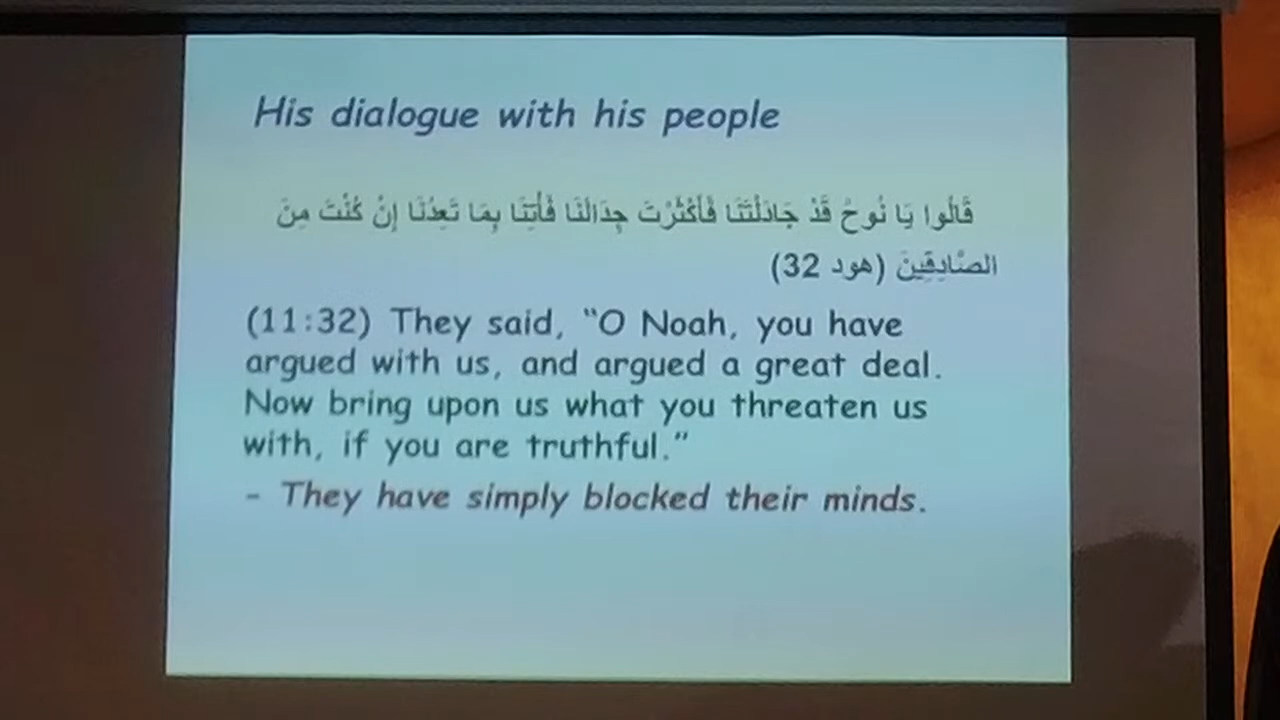 His dialogue with his people
قَالُوا يَا نُوحُ قَدْ جَادَلْتَنَا فَأَكْثَرْتَ جِدَالَنَا فَأْتِنَا بِمَا تَعِدُنَا إِنْ كُنْتَ مِنَ
الصَّادِقِينَ (هود 32)
(11:32) They said, “O Noah, you have
argued with us, and argued a great deal.
Now bring upon us what you threaten us
with, if you are truthful.”
- They have simply blocked their minds.